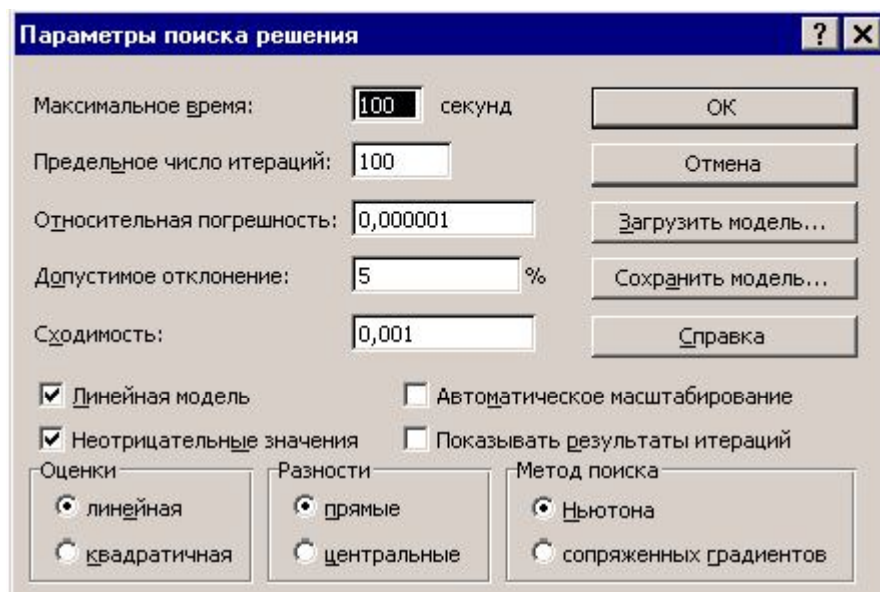 Параметры поиска решения
Максимальное время: 100 секунд OK
Предельное число итераций: 100 Отмена
Относительная погрешность: 0,000001 Загрузить модель...
Допустимое отклонение: 5 % Сохранить модель...
Сходимость: 0,001 Справка
Линейная модель Автоматическое масштабирование
Неотрицательные значения Показывать результаты итераций
Оценки Разности Метод поиска
линейная прямые Ньютона
квадратичная центральные сопряженных градиентов